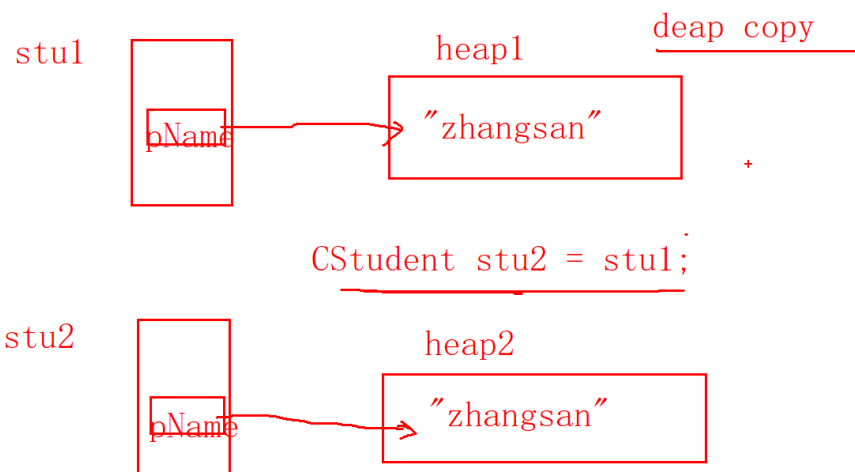 deap copy
stu1
heap1
pName
"zhangsan"
CStudent stu2 = stu1;
stu2
heap2
pName
"zhangsan"